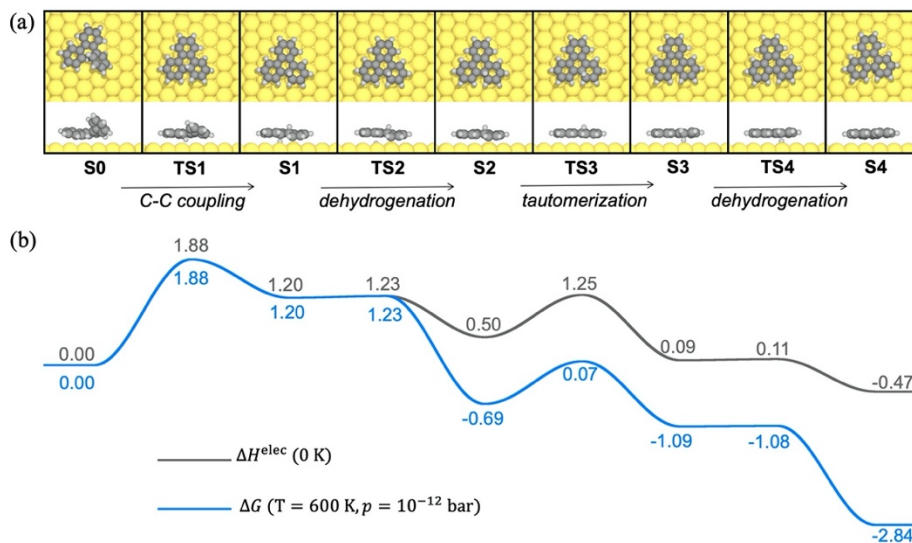 (a)
S0 TS1 S1 TS2 S2 TS3 S3 TS4 S4
C-C coupling dehydrogenation tautomerization dehydrogenation
(b)
1.88
1.88
1.20 1.23 1.25
1.20 1.23
0.50
0.00 0.09 0.11
0.00 0.07
-0.47
-0.69
-1.09 -1.08
ΔH^elec (0 K)
ΔG (T = 600 K, p = 10⁻¹² bar)
-2.84